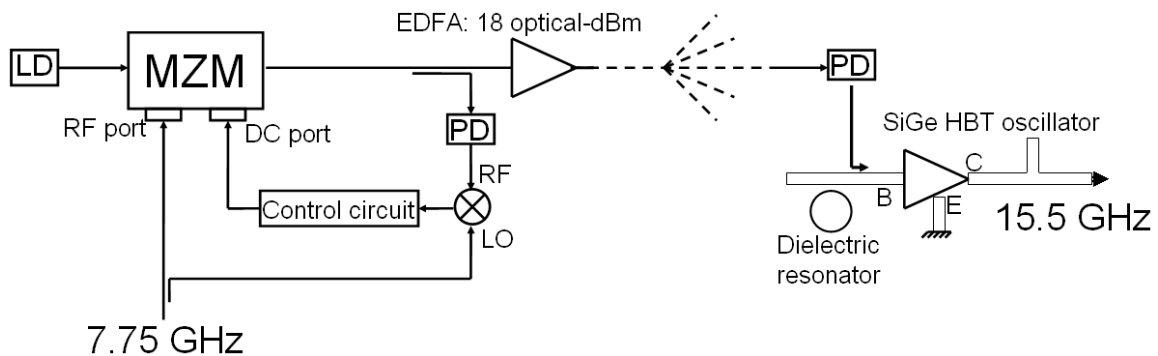 EDFA: 18 optical-dBm
LD
MZM
PD
RF port
DC port
PD
SiGe HBT oscillator
RF
C
B
E
Control circuit
LO
15.5 GHz
Dielectric
resonator
7.75 GHz